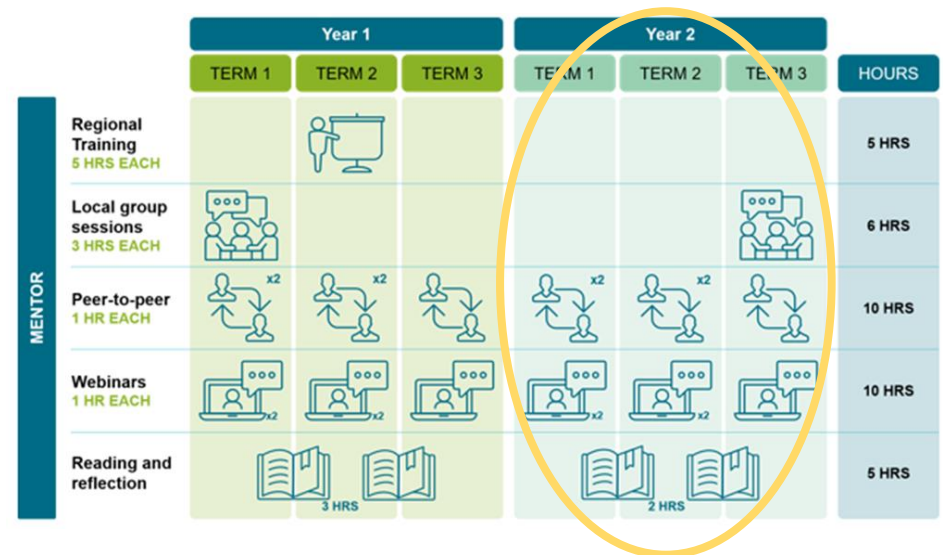 Year 1 Year 2
TERM 1 TERM 2 TERM 3 TERM 1 TERM 2 TERM 3 HOURS
MENTOR
Regional
Training
5 HRS EACH
5 HRS
Local group
sessions
3 HRS EACH
6 HRS
Peer-to-peer
1 HR EACH
x2 x2 x2 x2
10 HRS
Webinars
1 HR EACH
x2 x2 x2 x2
10 HRS
Reading and
reflection
3 HRS 2 HRS
5 HRS